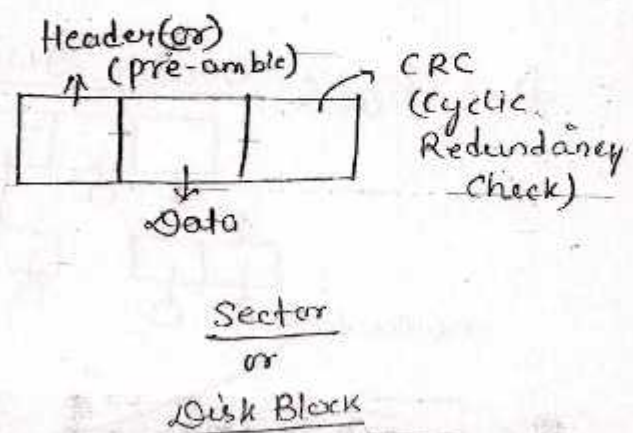 Header(or)
(pre-amble)
CRC
(Cyclic
Redundancy
Check)
Data
Sector
or
Disk Block